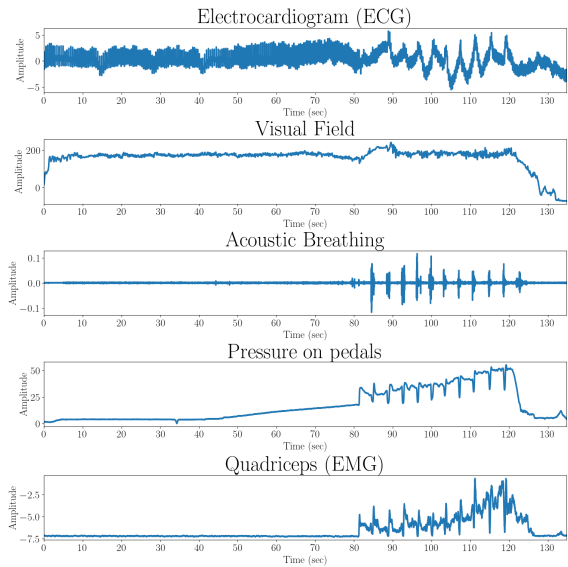 Electrocardiogram (ECG)
5
0
−5
Amplitude
0 10 20 30 40 50 60 70 80 90 100 110 120 130
Time (sec)
Visual Field
200
0
Amplitude
0 10 20 30 40 50 60 70 80 90 100 110 120 130
Time (sec)
Acoustic Breathing
0.1
0.0
−0.1
Amplitude
0 10 20 30 40 50 60 70 80 90 100 110 120 130
Time (sec)
Pressure on pedals
50
25
0
Amplitude
0 10 20 30 40 50 60 70 80 90 100 110 120 130
Time (sec)
Quadriceps (EMG)
−2.5
−5.0
−7.5
Amplitude
0 10 20 30 40 50 60 70 80 90 100 110 120 130
Time (sec)